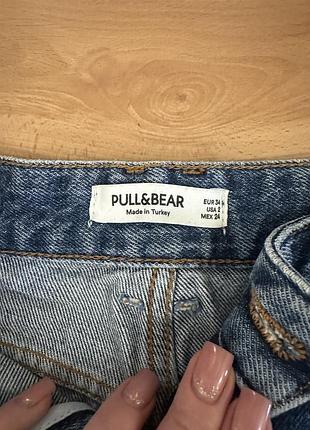 PULL&BEAR
Made in Turkey
EUR 34
USA 2
MEX 24